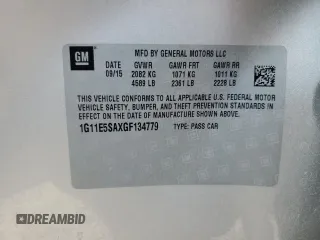 GM
MFD BY GENERAL MOTORS LLC
DATE GVWR GAWR FRT GAWR RR
09/15 2082 KG 1071 KG 1011 KG
4589 LB 2361 LB 2228 LB
THIS VEHICLE CONFORMS TO ALL APPLICABLE U.S. FEDERAL MOTOR
VEHICLE SAFETY, BUMPER, AND THEFT PREVENTION STANDARDS
IN EFFECT ON THE DATE OF MANUFACTURE SHOWN ABOVE.
1G11E5SAXGF134779 TYPE: PASS CAR
DREAMBID